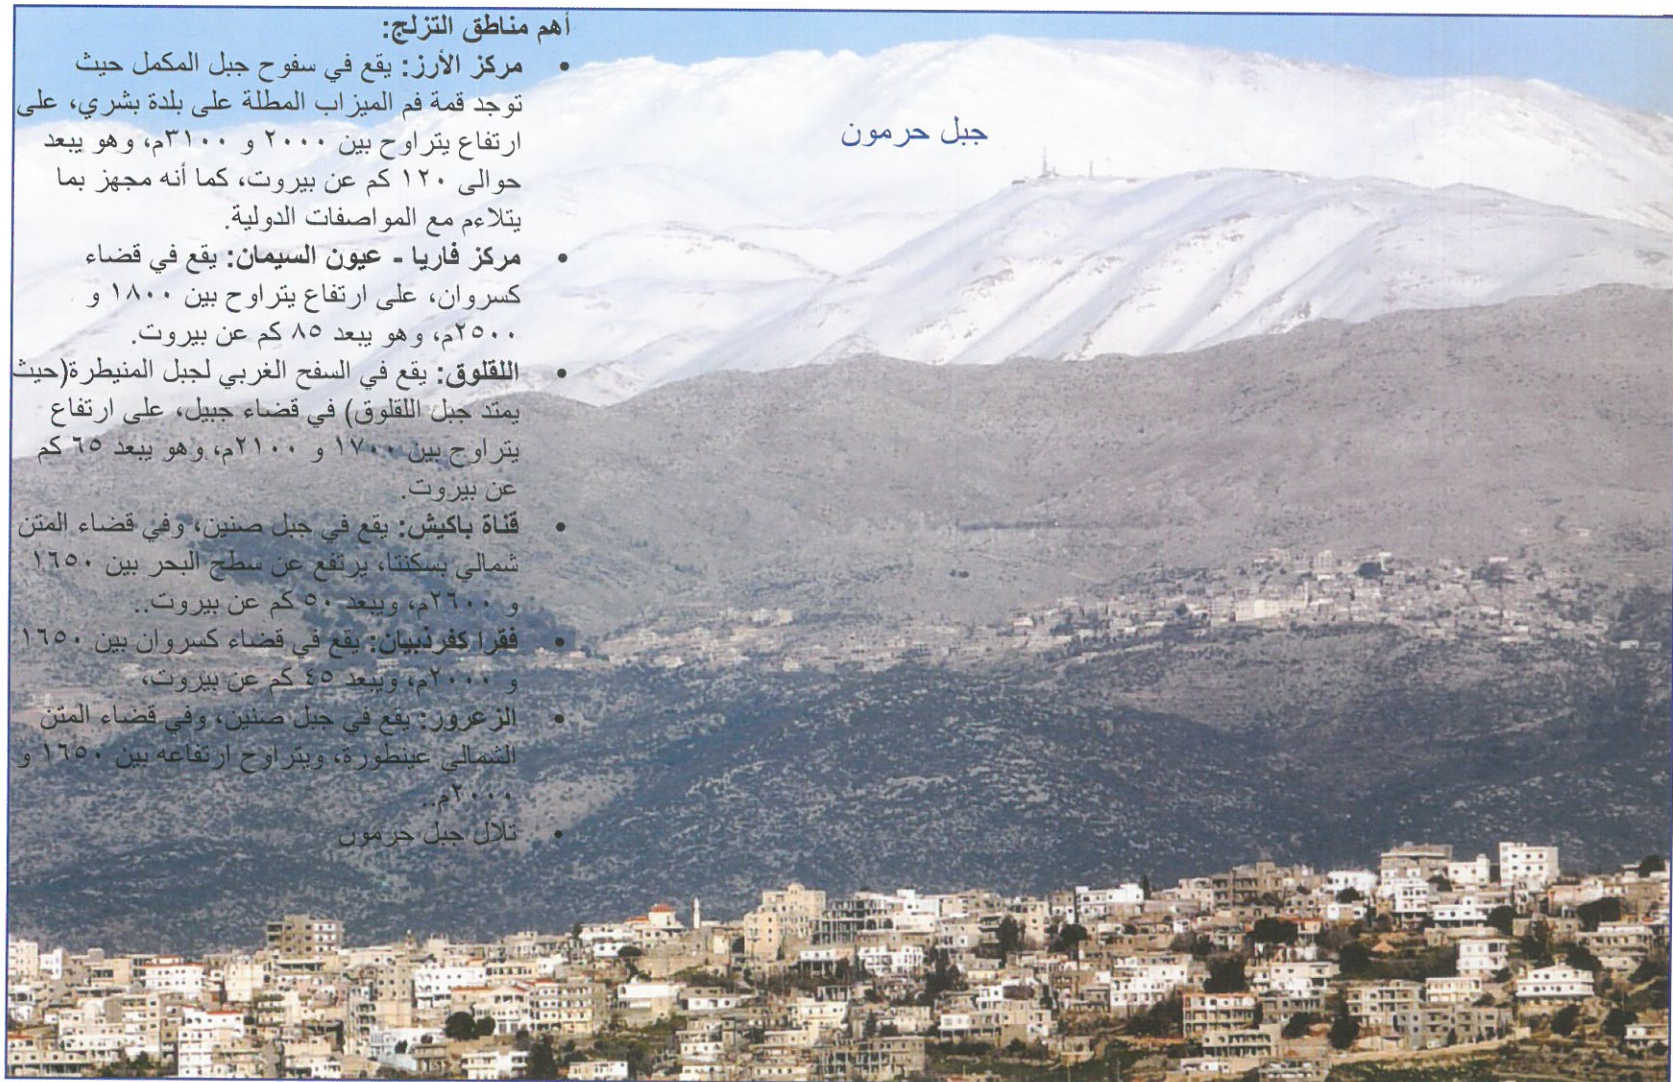 أهم مناطق التزلج:
• مركز الأرز: يقع في سفوح جبل المكمل حيث
توجد قمة فم الميزاب المطلة على بلدة بشري، على
ارتفاع يتراوح بين ٢٠٠٠ و ٣١٠٠م، وهو يبعد
حوالى ١٢٠ كم عن بيروت، كما أنه مجهز بما
يتلاءم مع المواصفات الدولية.
• مركز فاريا - عيون السيمان: يقع في قضاء
كسروان، على ارتفاع يتراوح بين ١٨٠٠ و
٢٥٠٠م، وهو يبعد ٨٥ كم عن بيروت.
• اللقلوق: يقع في السفح الغربي لجبل المنيطرة(حيث
يمتد جبل اللقلوق) في قضاء جبيل، على ارتفاع
يتراوح بين ١٧٠٠ و ٢١٠٠م، وهو يبعد ٦٥ كم
عن بيروت.
• قناة باكيش: يقع في جبل صنين، وفي قضاء المتن
شمالي بسكنتا، يرتفع عن سطح البحر بين ١٦٥٠
و ٢٦٠٠م، ويبعد ٥٠ كم عن بيروت..
• فقرا كفرذبيان: يقع في قضاء كسروان بين ١٦٥٠
و ٢٠٠٠م، ويبعد ٤٥ كم عن بيروت،
• الزعرور: يقع في جبل صنين، وفي قضاء المتن
الشمالي عينطورة، ويتراوح ارتفاعه بين ١٦٥٠ و
٢٠٠٠م..
• تلال جبل حرمون
جبل حرمون